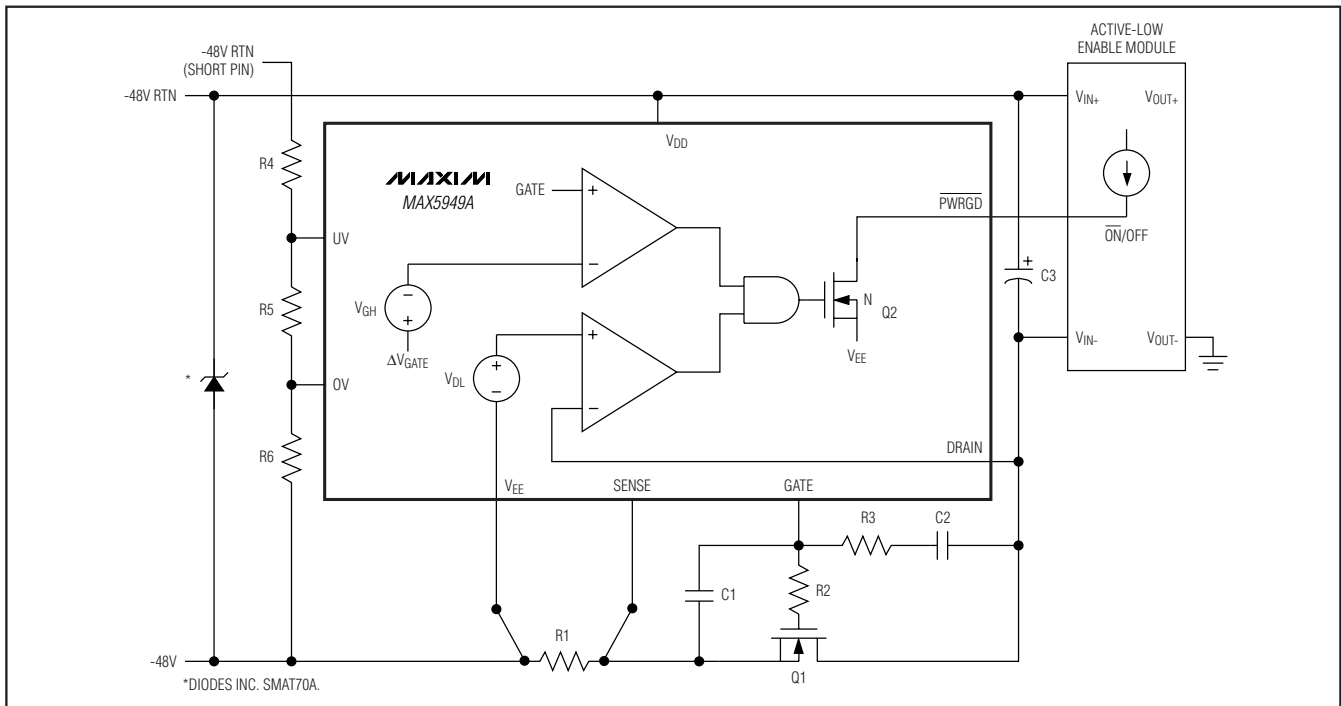 ACTIVE-LOW
ENABLE MODULE
-48V RTN
(SHORT PIN)
-48V RTN
VIN+
VOUT+
VDD
R4
MAXIM
MAX5949A
GATE
+
−
PWRGD
ON/OFF
UV
+
C3
R5
VGH
−
+
ΔVGATE
N
Q2
VEE
VIN-
VOUT-
+
−
VDL
+
−
*
OV
R6
DRAIN
VEE
SENSE
GATE
R3
C2
C1
R2
R1
-48V
Q1
*DIODES INC. SMAT70A.